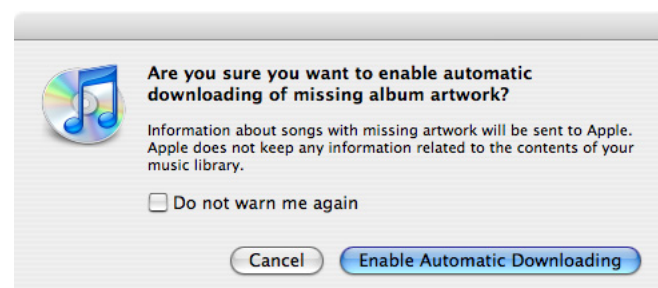 Are you sure you want to enable automatic
downloading of missing album artwork?
Information about songs with missing artwork will be sent to Apple.
Apple does not keep any information related to the contents of your
music library.
Do not warn me again
Cancel Enable Automatic Downloading